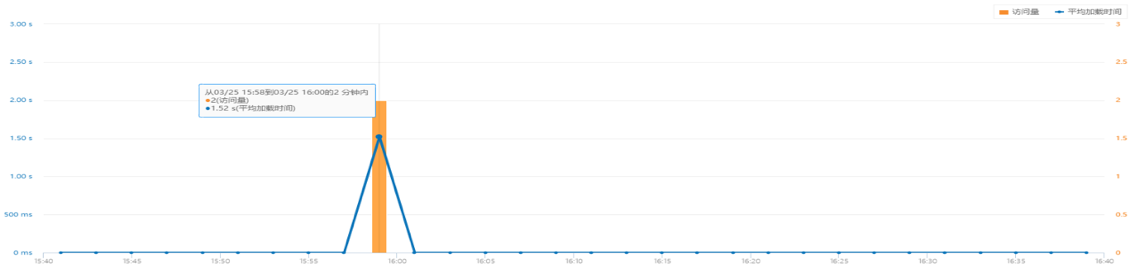 访问量 平均加载时间
3.00 s 3
2.50 s 2.5
2.00 s 2
从03/25 15:58到03/25 16:00的2 分钟内
2(访问量)
1.52 s(平均加载时间)
1.50 s 1.5
1.00 s 1
500 ms 0.5
0 ms 0
15:40 15:45 15:50 15:55 16:00 16:05 16:10 16:15 16:20 16:25 16:30 16:35 16:40